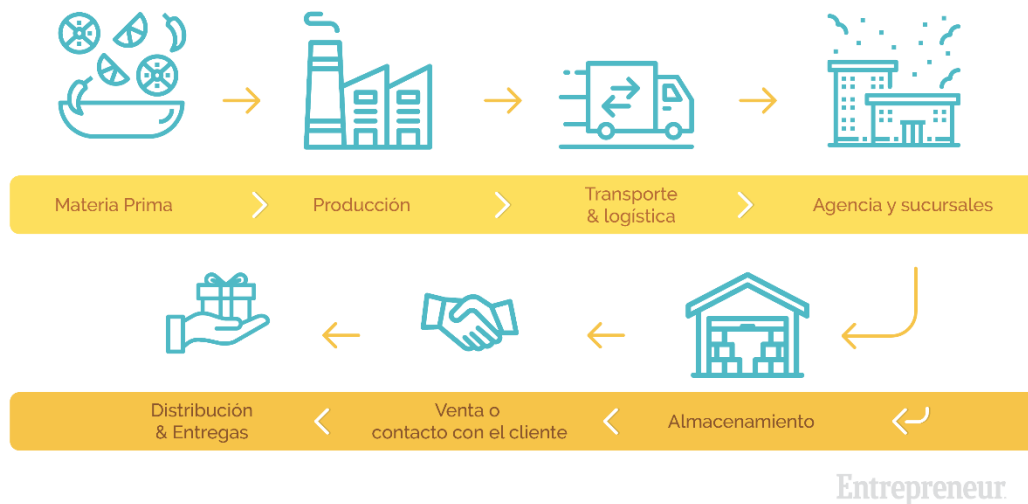 Materia Prima
Producción
Transporte
& logística
Agencia y sucursales
Distribución
& Entregas
Venta o
contacto con el cliente
Almacenamiento
Entrepreneur